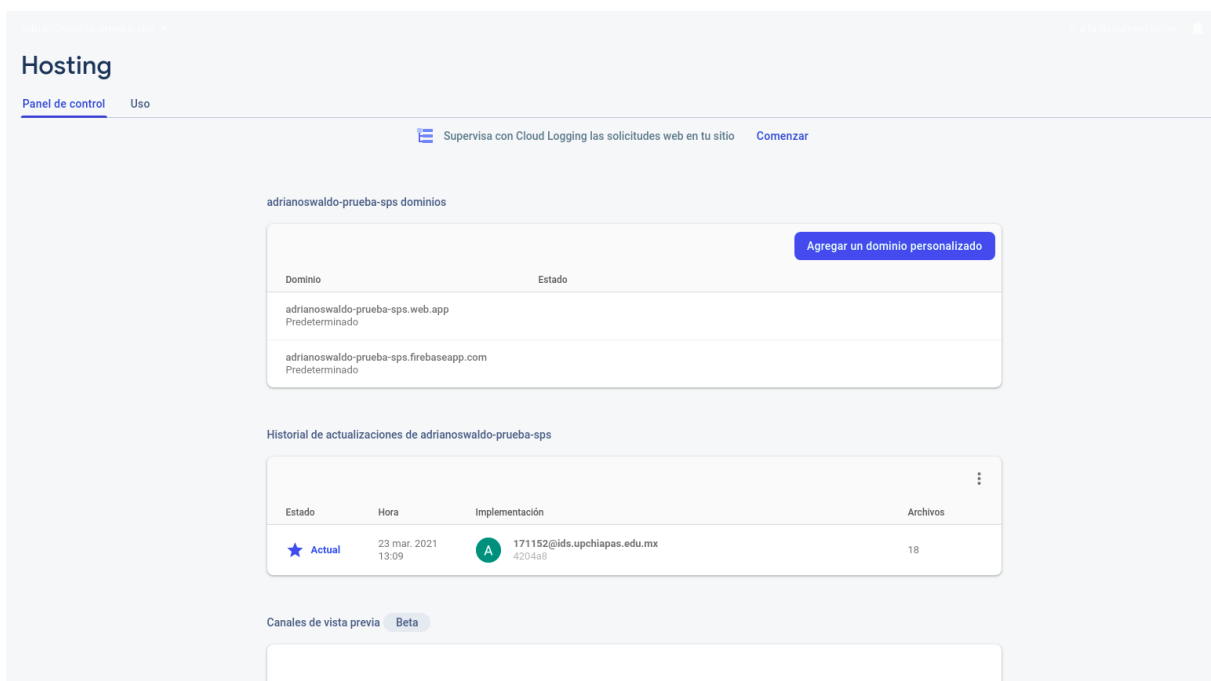 Hosting
Panel de control Uso
Supervisa con Cloud Logging las solicitudes web en tu sitio Comenzar
adrianoswaldo-prueba-sps dominios
Agregar un dominio personalizado
Dominio Estado
adrianoswaldo-prueba-sps.web.app
Predeterminado
adrianoswaldo-prueba-sps.firebaseapp.com
Predeterminado
Historial de actualizaciones de adrianoswaldo-prueba-sps
Estado Hora Implementación Archivos
Actual 23 mar. 2021 13:09 A 171152@ids.upchiapas.edu.mx 18
4204a8
Canales de vista previa Beta